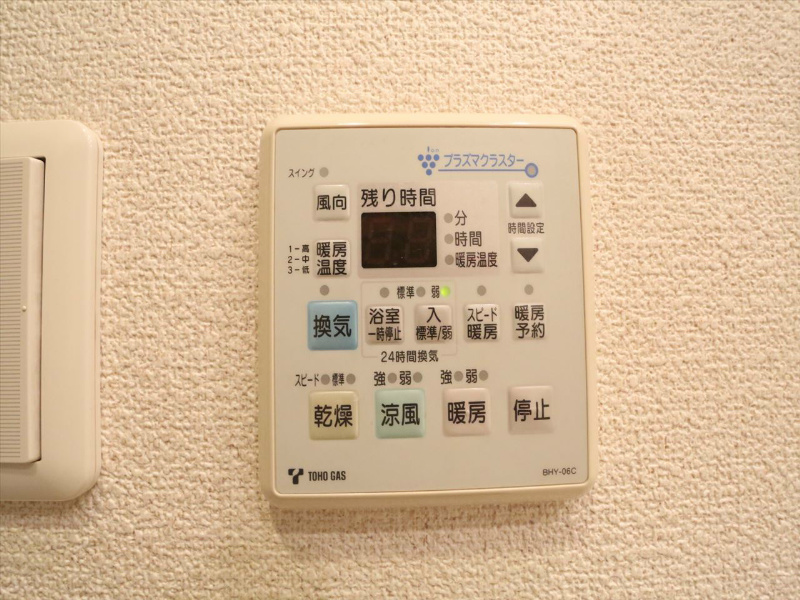 プラズマクラスター
スイング
風向
残り時間
分
時間
暖房温度
時間設定
1-高
2-中
3-低
暖房
温度
標準 弱
換気
浴室
一時停止
入
標準/弱
スピード
暖房
暖房
予約
24時間換気
スピード 標準
強 弱
強 弱
乾燥
涼風
暖房
停止
TOHO GAS
BHY-06C